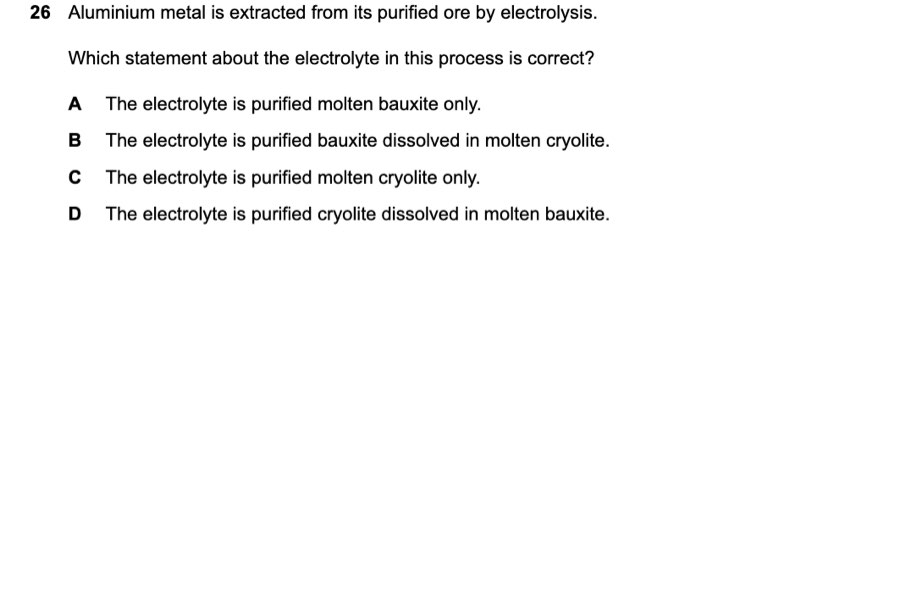 26 Aluminium metal is extracted from its purified ore by electrolysis.
Which statement about the electrolyte in this process is correct?
A The electrolyte is purified molten bauxite only.
B The electrolyte is purified bauxite dissolved in molten cryolite.
C The electrolyte is purified molten cryolite only.
D The electrolyte is purified cryolite dissolved in molten bauxite.